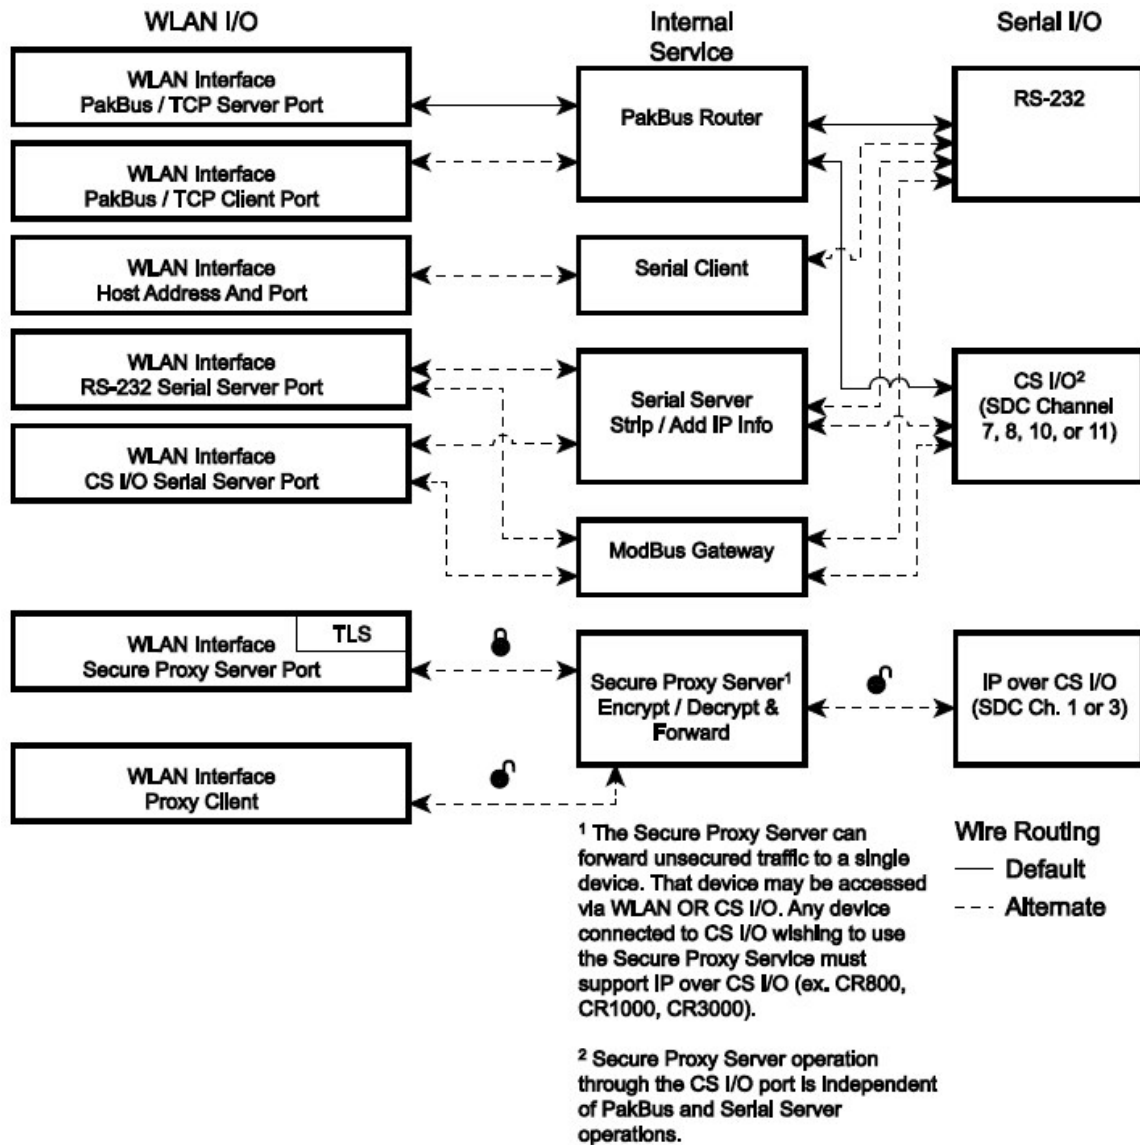 WLAN I/O
Internal
Service
Serial I/O
WLAN Interface
PakBus / TCP Server Port
PakBus Router
RS-232
WLAN Interface
PakBus / TCP Client Port
WLAN Interface
Host Address And Port
Serial Client
WLAN Interface
RS-232 Serial Server Port
Serial Server
Strip / Add IP Info
CS I/O²
(SDC Channel
7, 8, 10, or 11)
WLAN Interface
CS I/O Serial Server Port
ModBus Gateway
TLS
WLAN Interface
Secure Proxy Server Port
Secure Proxy Server¹
Encrypt / Decrypt &
Forward
IP over CS I/O
(SDC Ch. 1 or 3)
WLAN Interface
Proxy Client
¹ The Secure Proxy Server can
forward unsecured traffic to a single
device. That device may be accessed
via WLAN OR CS I/O. Any device
connected to CS I/O wishing to use
the Secure Proxy Service must
support IP over CS I/O (ex. CR800,
CR1000, CR3000).
² Secure Proxy Server operation
through the CS I/O port is independent
of PakBus and Serial Server
operations.
Wire Routing
Default
Alternate